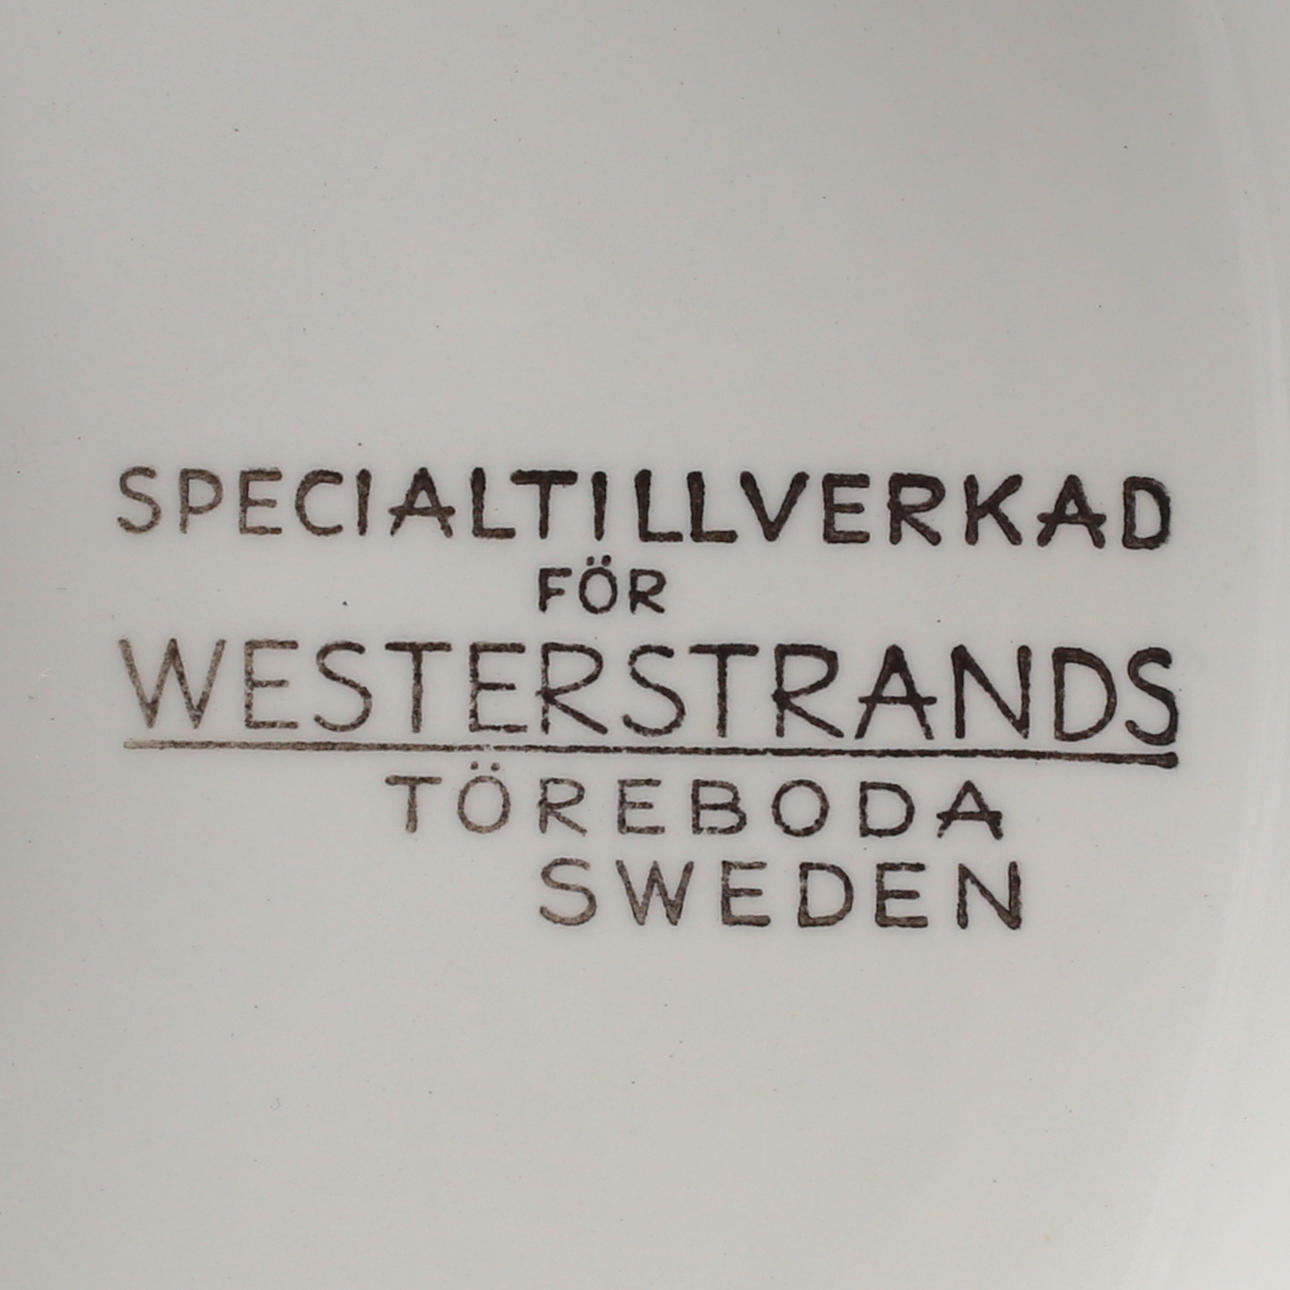 SPECIALTILLVERKAD
FÖR
WESTERSTRANDS
TÖREBODA
SWEDEN